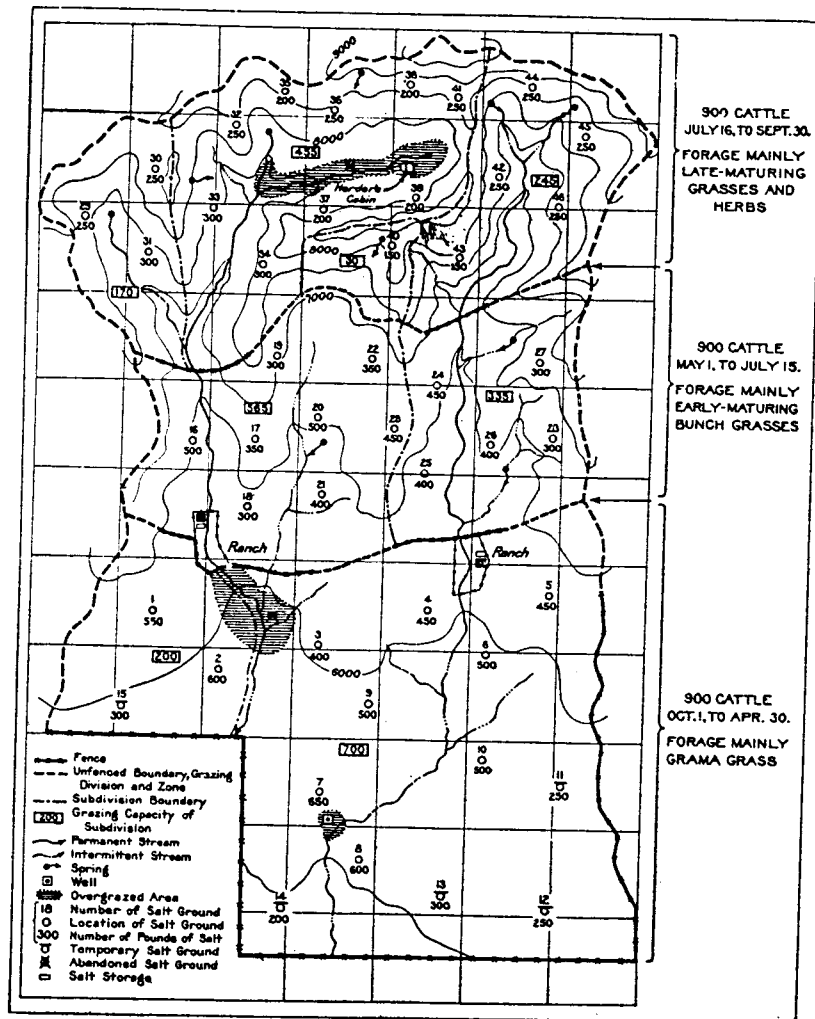 9000
35
200
38
200
41
250
44
250
36
250
32
250
8000
45
250
455
30
250
42
250
245
Herder's
Cabin
33
300
37
200
39
200
46
250
250
31
300
34
300
8000
40
150
43
150
30
170
7000
19
300
22
350
27
300
24
450
565
335
20
500
16
500
17
350
23
450
26
400
28
300
25
400
18
300
21
400
Ranch
Ranch
1
550
4
450
5
450
3
400
200
2
600
6000
6
500
15
300
9
500
700
10
500
7
650
11
250
8
600
14
200
13
300
12
250
900 CATTLE
JULY 16, TO SEPT. 30.
FORAGE MAINLY
LATE-MATURING
GRASSES AND
HERBS
900 CATTLE
MAY 1, TO JULY 15.
FORAGE MAINLY
EARLY-MATURING
BUNCH GRASSES
900 CATTLE
OCT. 1, TO APR. 30.
FORAGE MAINLY
GRAMA GRASS
Fence
Unfenced Boundary, Grazing
Division and Zone
Subdivision Boundary
200 Grazing Capacity of
Subdivision
Permanent Stream
Intermittent Stream
Spring
Well
Overgrazed Area
18 Number of Salt Ground
Location of Salt Ground
300 Number of Pounds of Salt
Temporary Salt Ground
Abandoned Salt Ground
Salt Storage